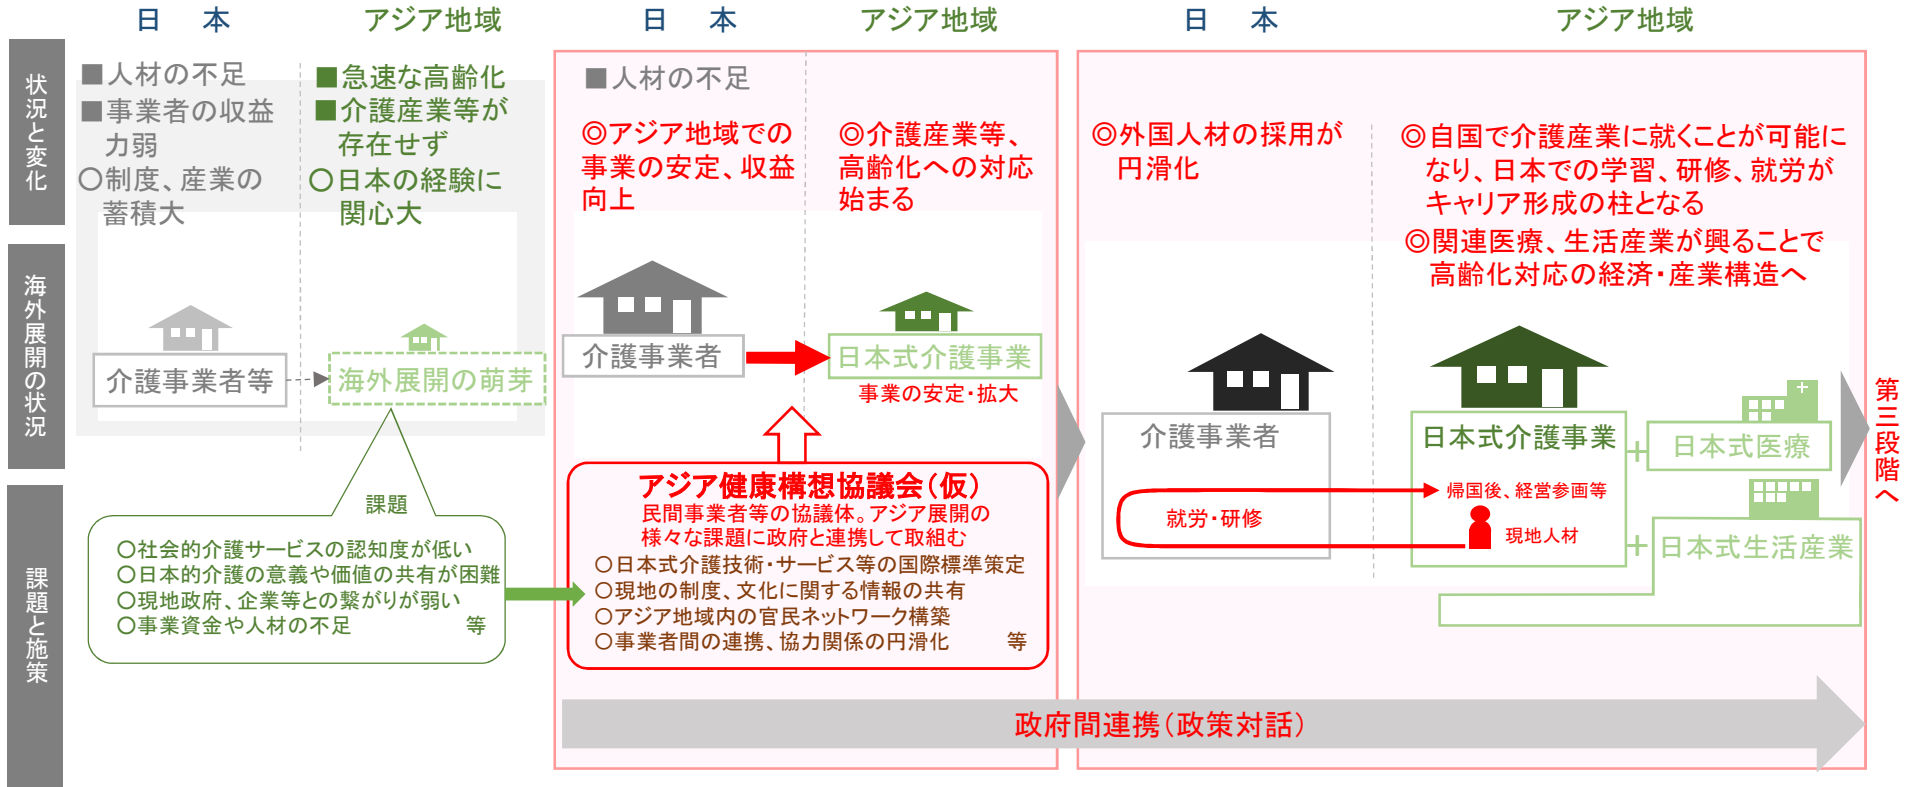 日　本
アジア地域
日　本
アジア地域
日　本
アジア地域
状況と変化
■人材の不足
■事業者の収益
力弱
〇制度、産業の
蓄積大
■急速な高齢化
■介護産業等が
存在せず
〇日本の経験に
関心大
■人材の不足
◎アジア地域での
事業の安定、収益
向上
◎介護産業等、
高齢化への対応
始まる
◎外国人材の採用が
円滑化
◎自国で介護産業に就くことが可能に
なり、日本での学習、研修、就労が
キャリア形成の柱となる
◎関連医療、生活産業が興ることで
高齢化対応の経済・産業構造へ
海外展開の状況
介護事業者等
海外展開の萌芽
介護事業者
日本式介護事業
事業の安定・拡大
介護事業者
就労・研修
日本式介護事業
帰国後、経営参画等
現地人材
+
日本式医療
+
日本式生活産業
第三段階へ
課題と施策
課題
〇社会的介護サービスの認知度が低い
〇日本的介護の意義や価値の共有が困難
〇現地政府、企業等との繋がりが弱い
〇事業資金や人材の不足　等
アジア健康構想協議会（仮）
民間事業者等の協議体。アジア展開の
様々な課題に政府と連携して取組む
〇日本式介護技術・サービス等の国際標準策定
〇現地の制度、文化に関する情報の共有
〇アジア地域内の官民ネットワーク構築
〇事業者間の連携、協力関係の円滑化　等
政府間連携（政策対話）